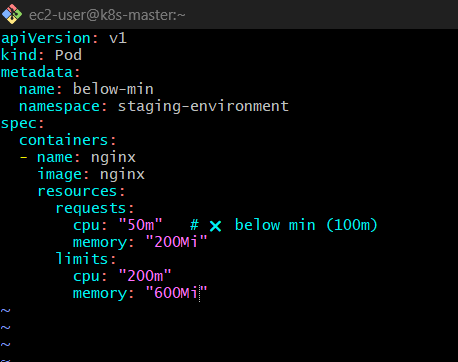 ec2-user@k8s-master:~
apiVersion: v1
kind: Pod
metadata:
  name: below-min
  namespace: staging-environment
spec:
  containers:
  - name: nginx
    image: nginx
    resources:
      requests:
        cpu: "50m"   # ❌ below min (100m)
        memory: "200Mi"
      limits:
        cpu: "200m"
        memory: "600Mi"
~
~
~
~